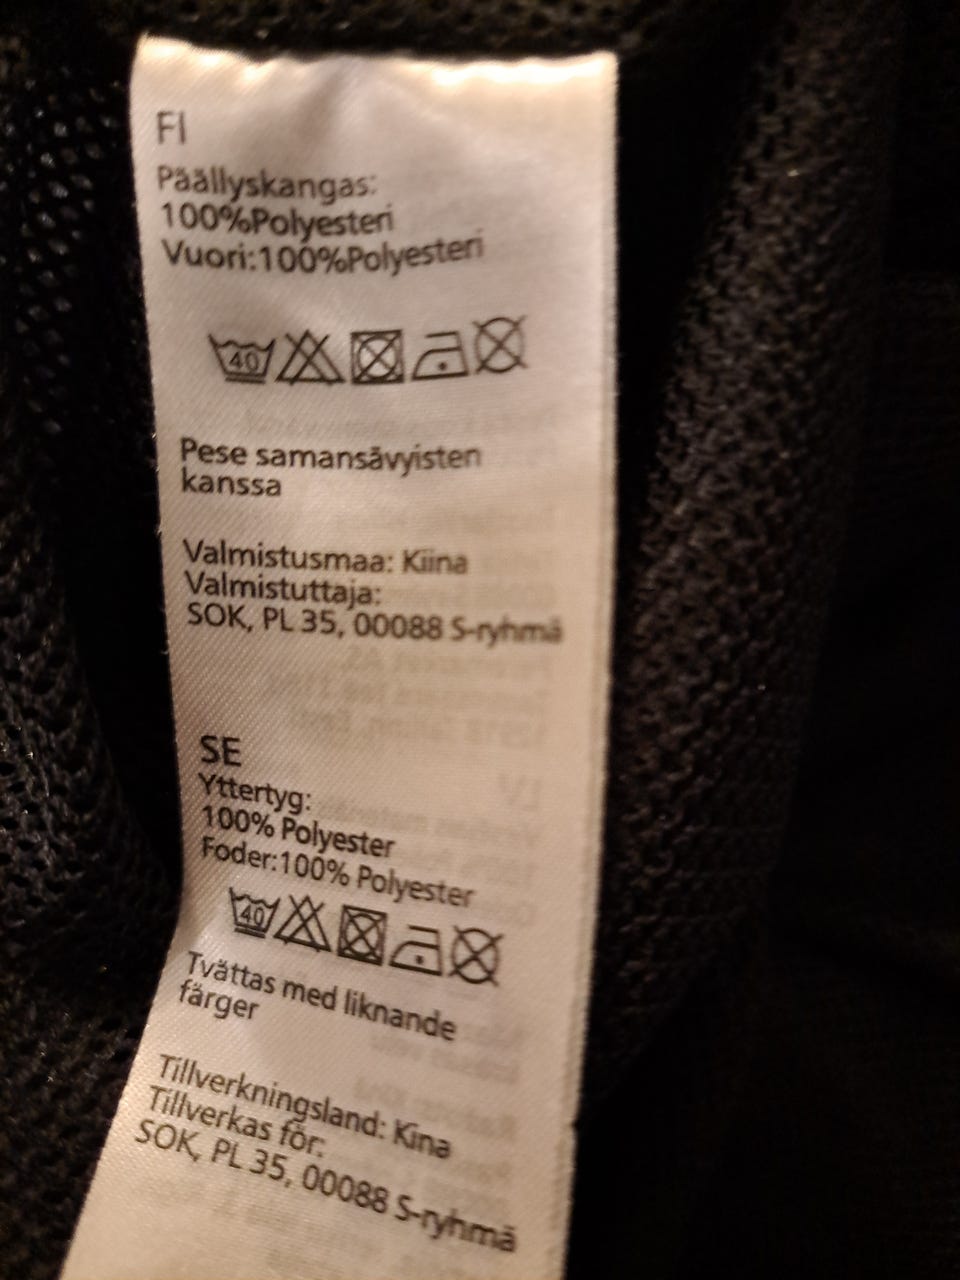 FI
Päällyskangas:
100%Polyesteri
Vuori:100%Polyesteri
40
Pese samansävyisten
kanssa
Valmistusmaa: Kiina
Valmistuttaja:
SOK, PL 35, 00088 S-ryhmä
SE
Yttertyg:
100% Polyester
Foder:100% Polyester
40
Tvättas med liknande
färger
Tillverkningsland: Kina
Tillverkas för:
SOK, PL 35, 00088 S-ryhmä